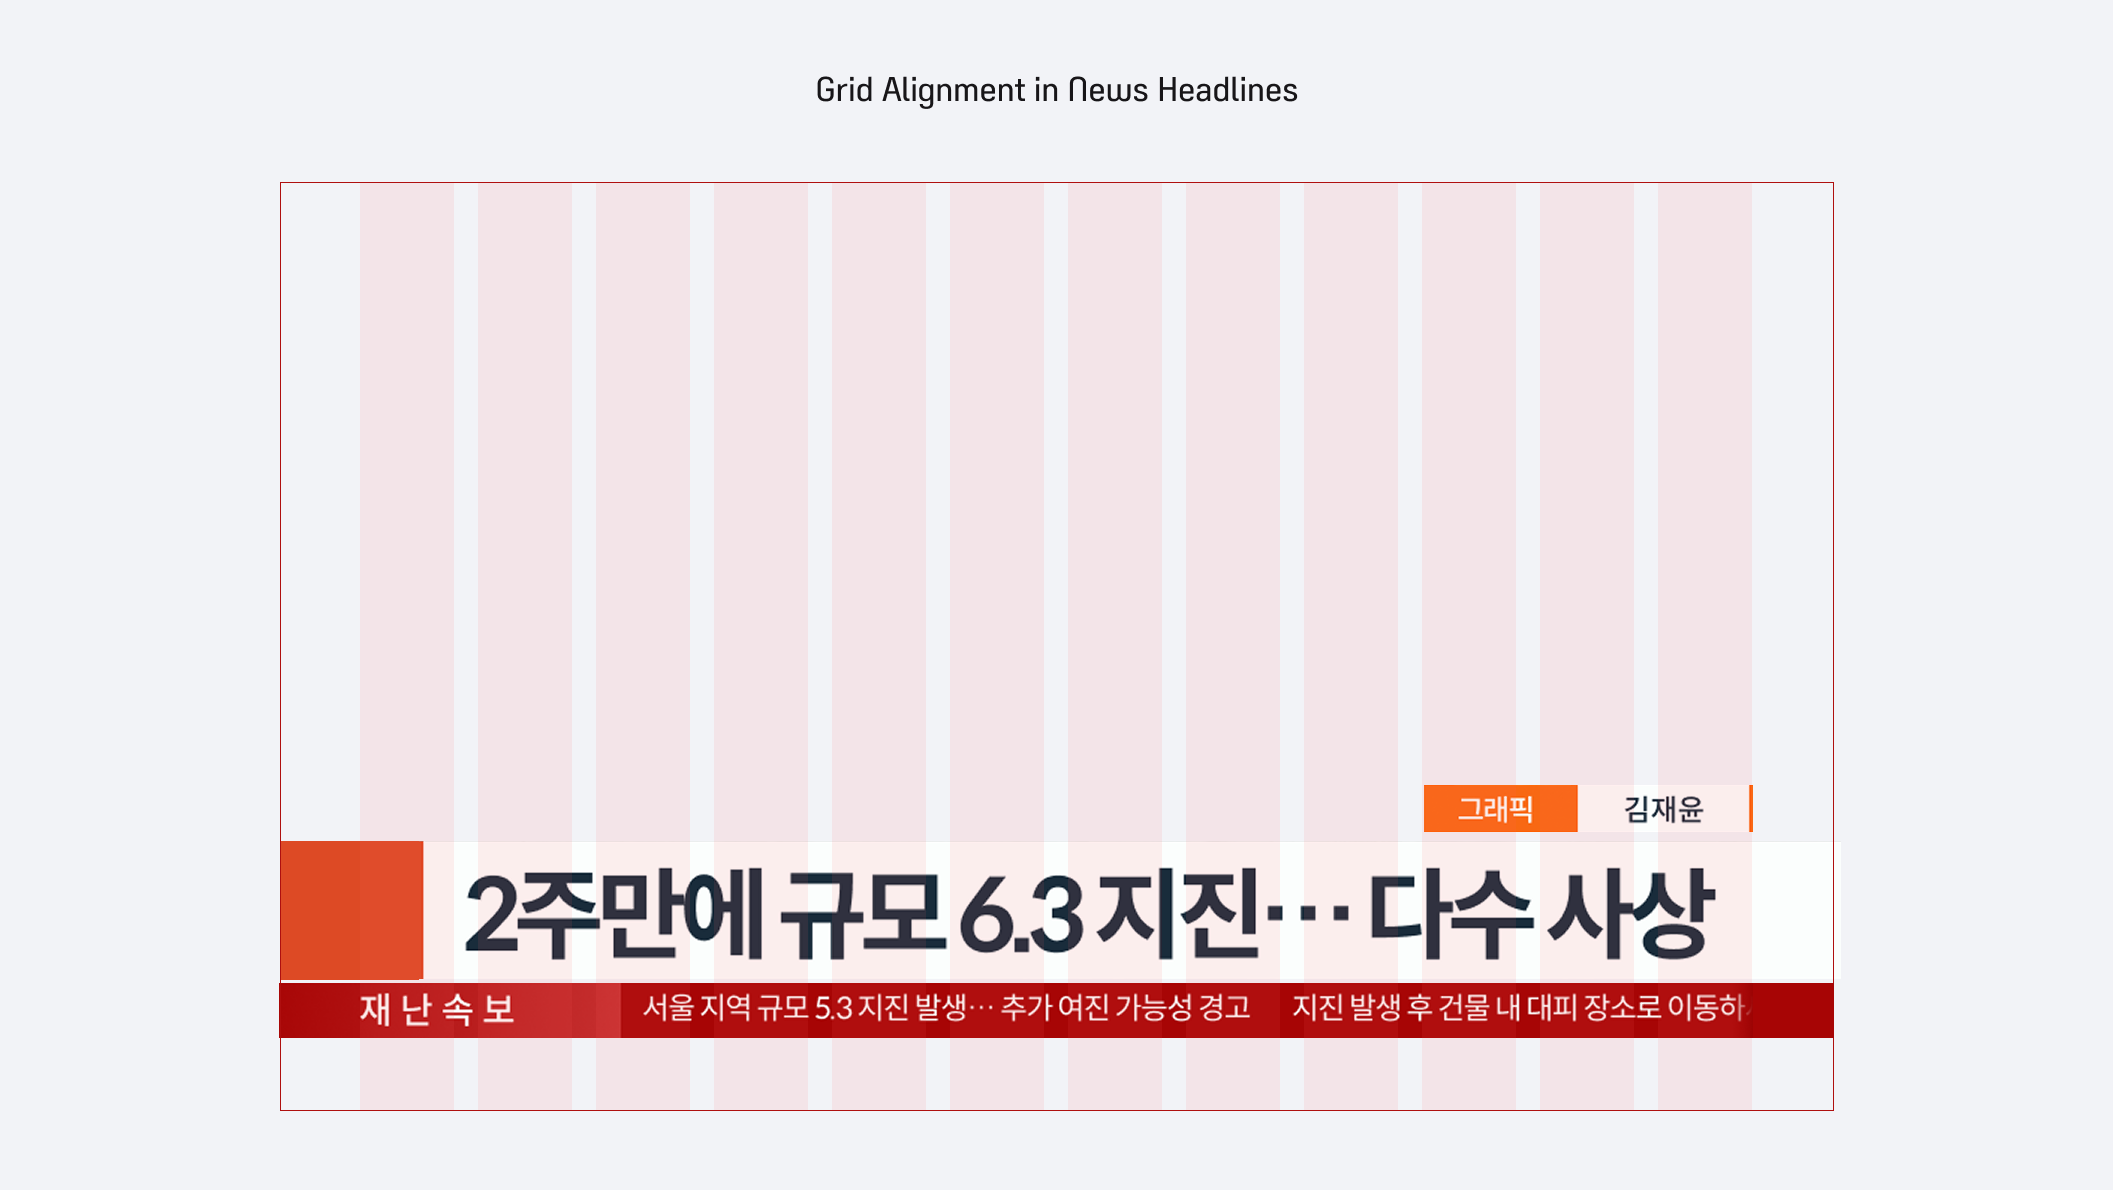 Grid Alignment in News Headlines
그래픽 김재윤
2주만에 규모 6.3 지진… 다수 사상
재난속보 서울 지역 규모 5.3 지진 발생… 추가 여진 가능성 경고 지진 발생 후 건물 내 대피 장소로 이동하